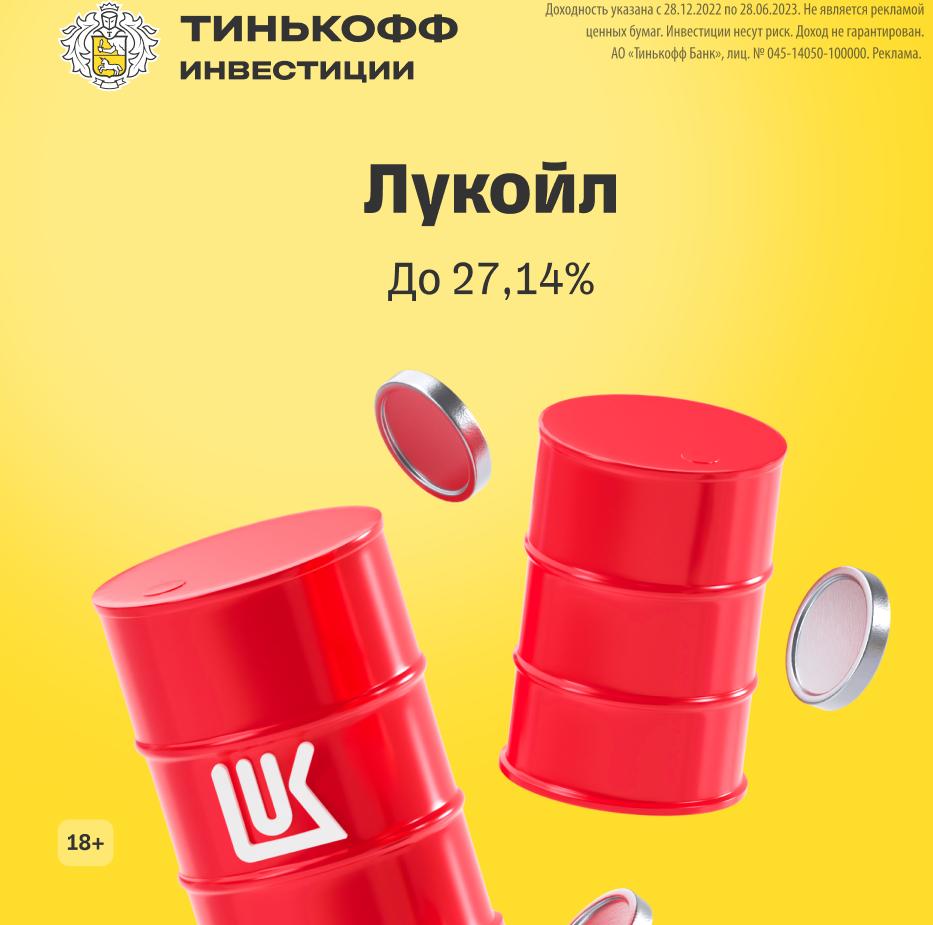 ТИНЬКОФФ
ИНВЕСТИЦИИ
Доходность указана с 28.12.2022 по 28.06.2023. Не является рекламой
ценных бумаг. Инвестиции несут риск. Доход не гарантирован.
АО «Тинькофф Банк», лиц. № 045-14050-100000. Реклама.
Лукойл
До 27,14%
LUK
18+